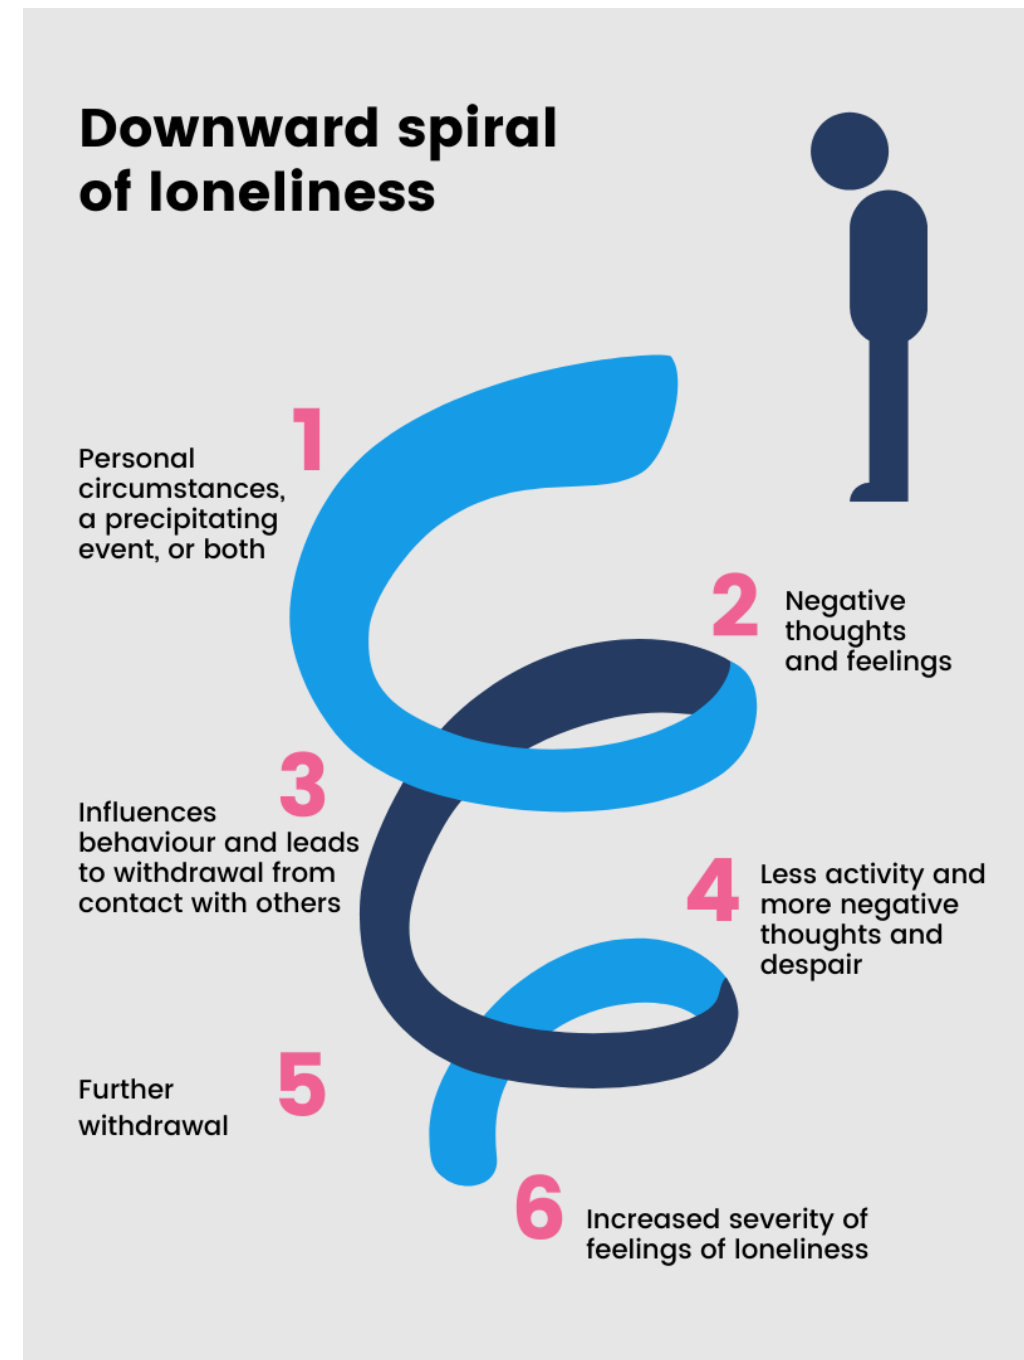 Downward spiral
of loneliness
1
Personal
circumstances,
a precipitating
event, or both
2
Negative
thoughts
and feelings
3
Influences
behaviour and leads
to withdrawal from
contact with others
4
Less activity and
more negative
thoughts and
despair
5
Further
withdrawal
6
Increased severity of
feelings of loneliness